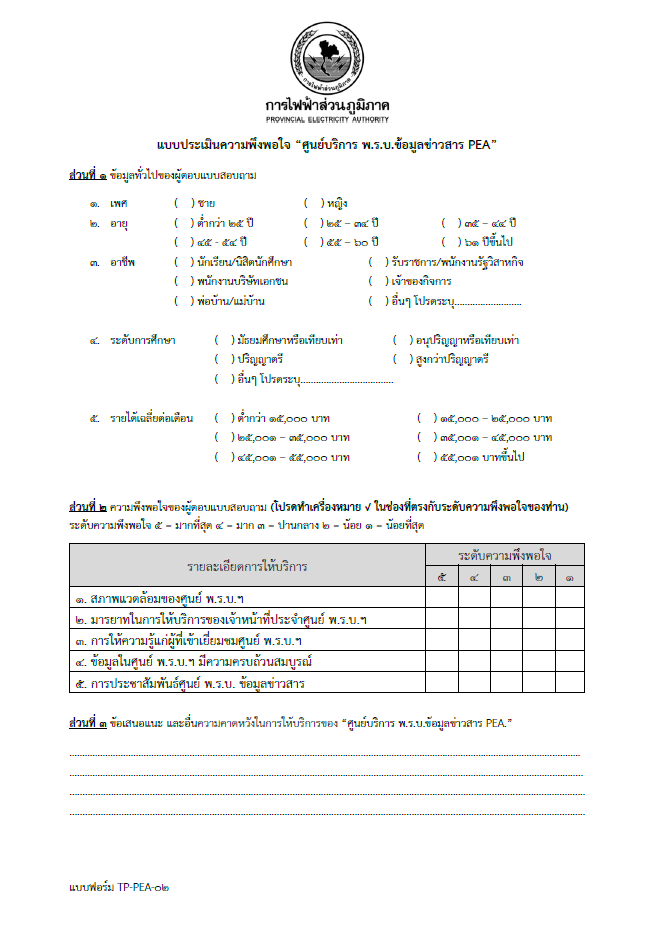 การไฟฟ้าส่วนภูมิภาค
การไฟฟ้าส่วนภูมิภาค
PROVINCIAL ELECTRICITY AUTHORITY
แบบประเมินความพึงพอใจ “ศูนย์บริการ พ.ร.บ.ข้อมูลข่าวสาร PEA”
ส่วนที่ ๑ ข้อมูลทั่วไปของผู้ตอบแบบสอบถาม
๑. เพศ ( ) ชาย ( ) หญิง
๒. อายุ ( ) ต่ำกว่า ๒๕ ปี ( ) ๒๕ – ๓๔ ปี ( ) ๓๕ – ๔๔ ปี
( ) ๔๕ - ๕๔ ปี ( ) ๕๕ – ๖๐ ปี ( ) ๖๑ ปีขึ้นไป
๓. อาชีพ ( ) นักเรียน/นิสิตนักศึกษา ( ) รับราชการ/พนักงานรัฐวิสาหกิจ
( ) พนักงานบริษัทเอกชน ( ) เจ้าของกิจการ
( ) พ่อบ้าน/แม่บ้าน ( ) อื่นๆ โปรดระบุ..........................
๔. ระดับการศึกษา ( ) มัธยมศึกษาหรือเทียบเท่า ( ) อนุปริญญาหรือเทียบเท่า
( ) ปริญญาตรี ( ) สูงกว่าปริญญาตรี
( ) อื่นๆ โปรดระบุ....................................
๕. รายได้เฉลี่ยต่อเดือน ( ) ต่ำกว่า ๑๕,๐๐๐ บาท ( ) ๑๕,๐๐๐ – ๒๕,๐๐๐ บาท
( ) ๒๕,๐๐๑ – ๓๕,๐๐๐ บาท ( ) ๓๕,๐๐๑ – ๔๕,๐๐๐ บาท
( ) ๔๕,๐๐๑ – ๕๕,๐๐๐ บาท ( ) ๕๕,๐๐๑ บาทขึ้นไป
ส่วนที่ ๒ ความพึงพอใจของผู้ตอบแบบสอบถาม (โปรดทำเครื่องหมาย √ ในช่องที่ตรงกับระดับความพึงพอใจของท่าน)
ระดับความพึงพอใจ ๕ – มากที่สุด ๔ – มาก ๓ – ปานกลาง ๒ – น้อย ๑ – น้อยที่สุด
รายละเอียดการให้บริการ ระดับความพึงพอใจ
๕ ๔ ๓ ๒ ๑
๑. สภาพแวดล้อมของศูนย์ พ.ร.บ.ฯ
๒. มารยาทในการให้บริการของเจ้าหน้าที่ประจำศูนย์ พ.ร.บ.ฯ
๓. การให้ความรู้แก่ผู้ที่เข้าเยี่ยมชมศูนย์ พ.ร.บ.ฯ
๔. ข้อมูลในศูนย์ พ.ร.บ.ฯ มีความครบถ้วนสมบูรณ์
๕. การประชาสัมพันธ์ศูนย์ พ.ร.บ. ข้อมูลข่าวสาร
ส่วนที่ ๓ ข้อเสนอแนะ และอื่นความคาดหวังในการให้บริการของ “ศูนย์บริการ พ.ร.บ.ข้อมูลข่าวสาร PEA.”
แบบฟอร์ม TP-PEA-๐๒